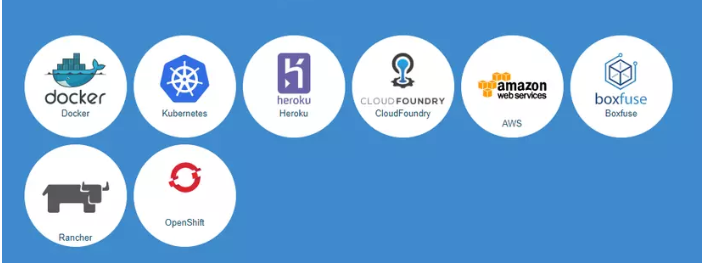 docker
Docker
Kubernetes
heroku
Heroku
CLOUDFOUNDRY
CloudFoundry
amazon
web services
AWS
boxfuse
Boxfuse
Rancher
OpenShift